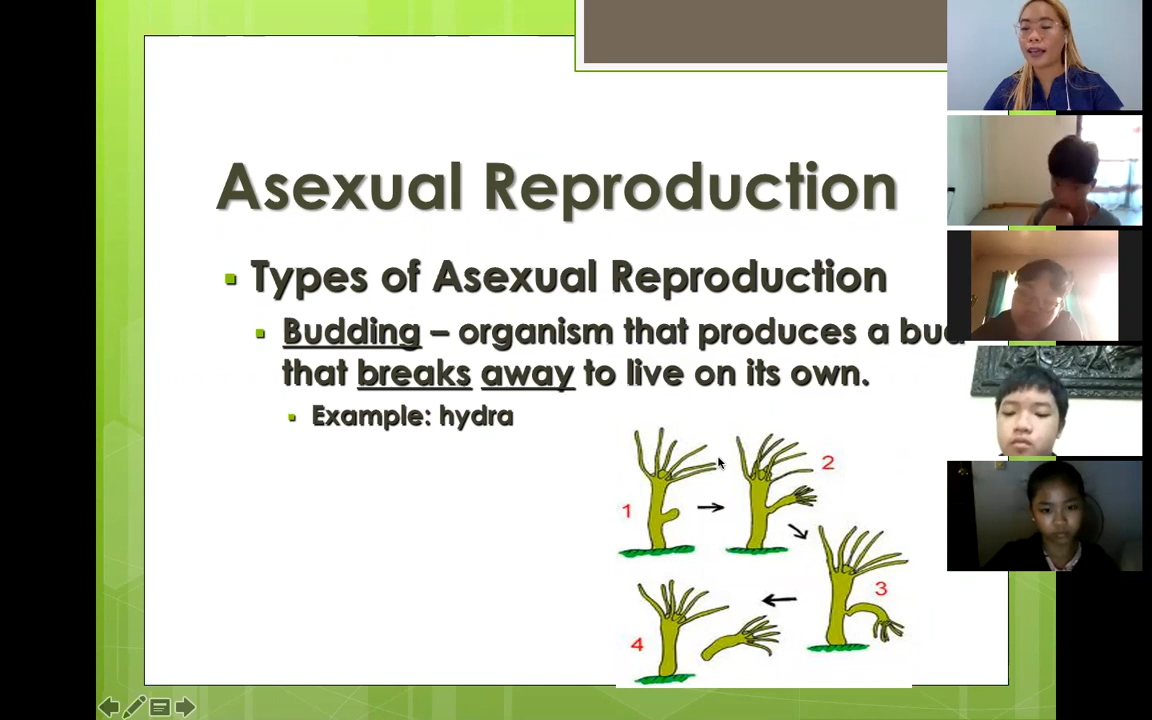 Asexual Reproduction
Types of Asexual Reproduction
Budding – organism that produces a bud
that breaks away to live on its own.
Example: hydra
1
2
3
4